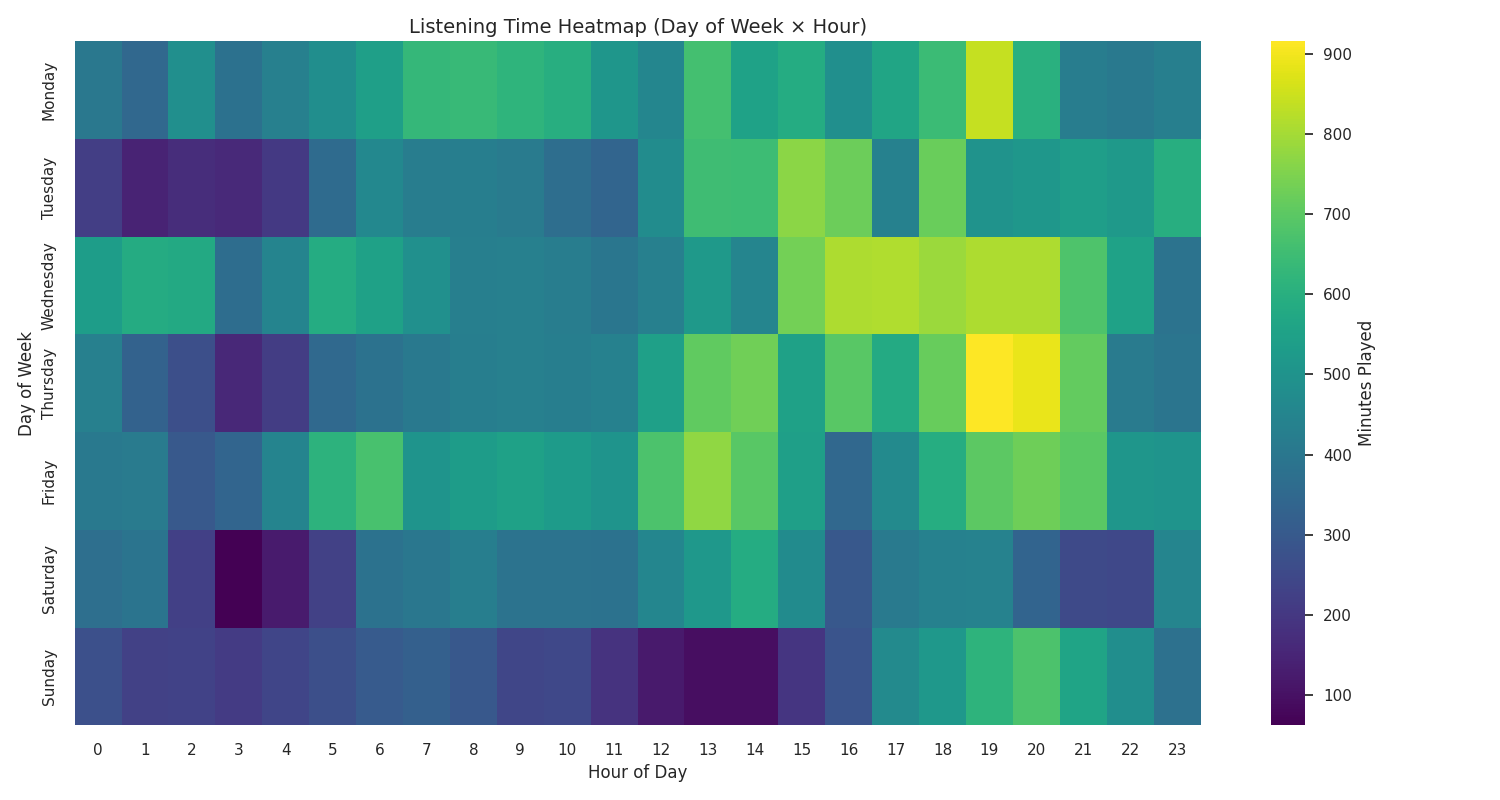 Listening Time Heatmap (Day of Week × Hour)
Day of Week
Monday
Tuesday
Wednesday
Thursday
Friday
Saturday
Sunday
0 1 2 3 4 5 6 7 8 9 10 11 12 13 14 15 16 17 18 19 20 21 22 23
Hour of Day
900
800
700
600
500
400
300
200
100
Minutes Played